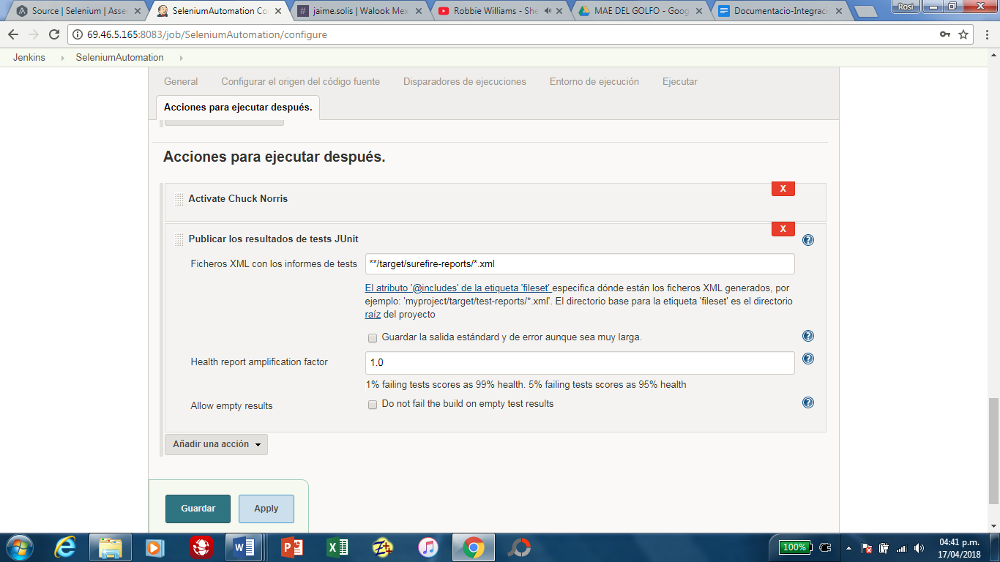 Source | Selenium | Asse
SeleniumAutomation Co
jaime.solis | Walook Mex
Robbie Williams - She
MAE DEL GOLFO - Goog
Documentacio-Integraci
Rosi
69.46.5.165:8083/job/SeleniumAutomation/configure
Jenkins
SeleniumAutomation
General
Configurar el origen del código fuente
Disparadores de ejecuciones
Entorno de ejecución
Ejecutar
Acciones para ejecutar después.
Acciones para ejecutar después.
X
Activate Chuck Norris
X
Publicar los resultados de tests JUnit
Ficheros XML con los informes de tests
**/target/surefire-reports/*.xml
El atributo '@includes' de la etiqueta 'fileset' especifica dónde están los ficheros XML generados, por
ejemplo: 'myproject/target/test-reports/*.xml'. El directorio base para la etiqueta 'fileset' es el directorio
raíz del proyecto
Guardar la salida estándard y de error aunque sea muy larga.
Health report amplification factor
1.0
1% failing tests scores as 99% health. 5% failing tests scores as 95% health
Allow empty results
Do not fail the build on empty test results
Añadir una acción
Guardar
Apply
100%
04:41 p.m.
17/04/2018